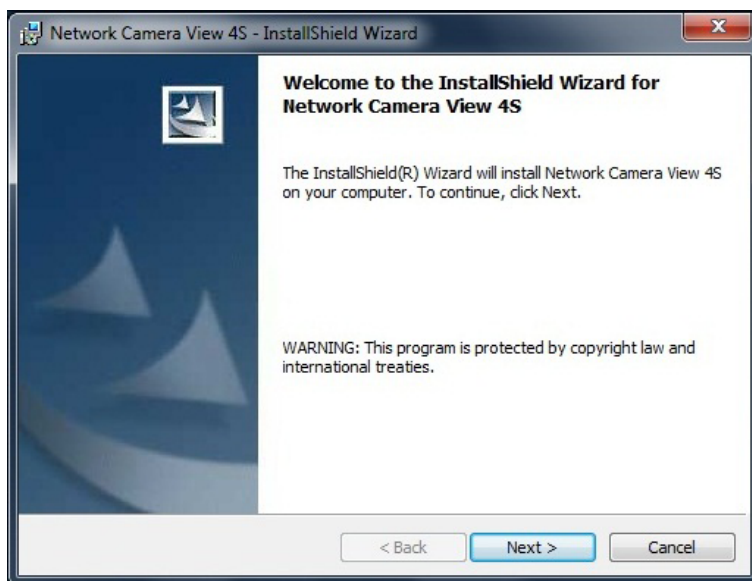 Network Camera View 4S - InstallShield Wizard
Welcome to the InstallShield Wizard for
Network Camera View 4S
The InstallShield(R) Wizard will install Network Camera View 4S
on your computer. To continue, click Next.
WARNING: This program is protected by copyright law and
international treaties.
< Back
Next >
Cancel